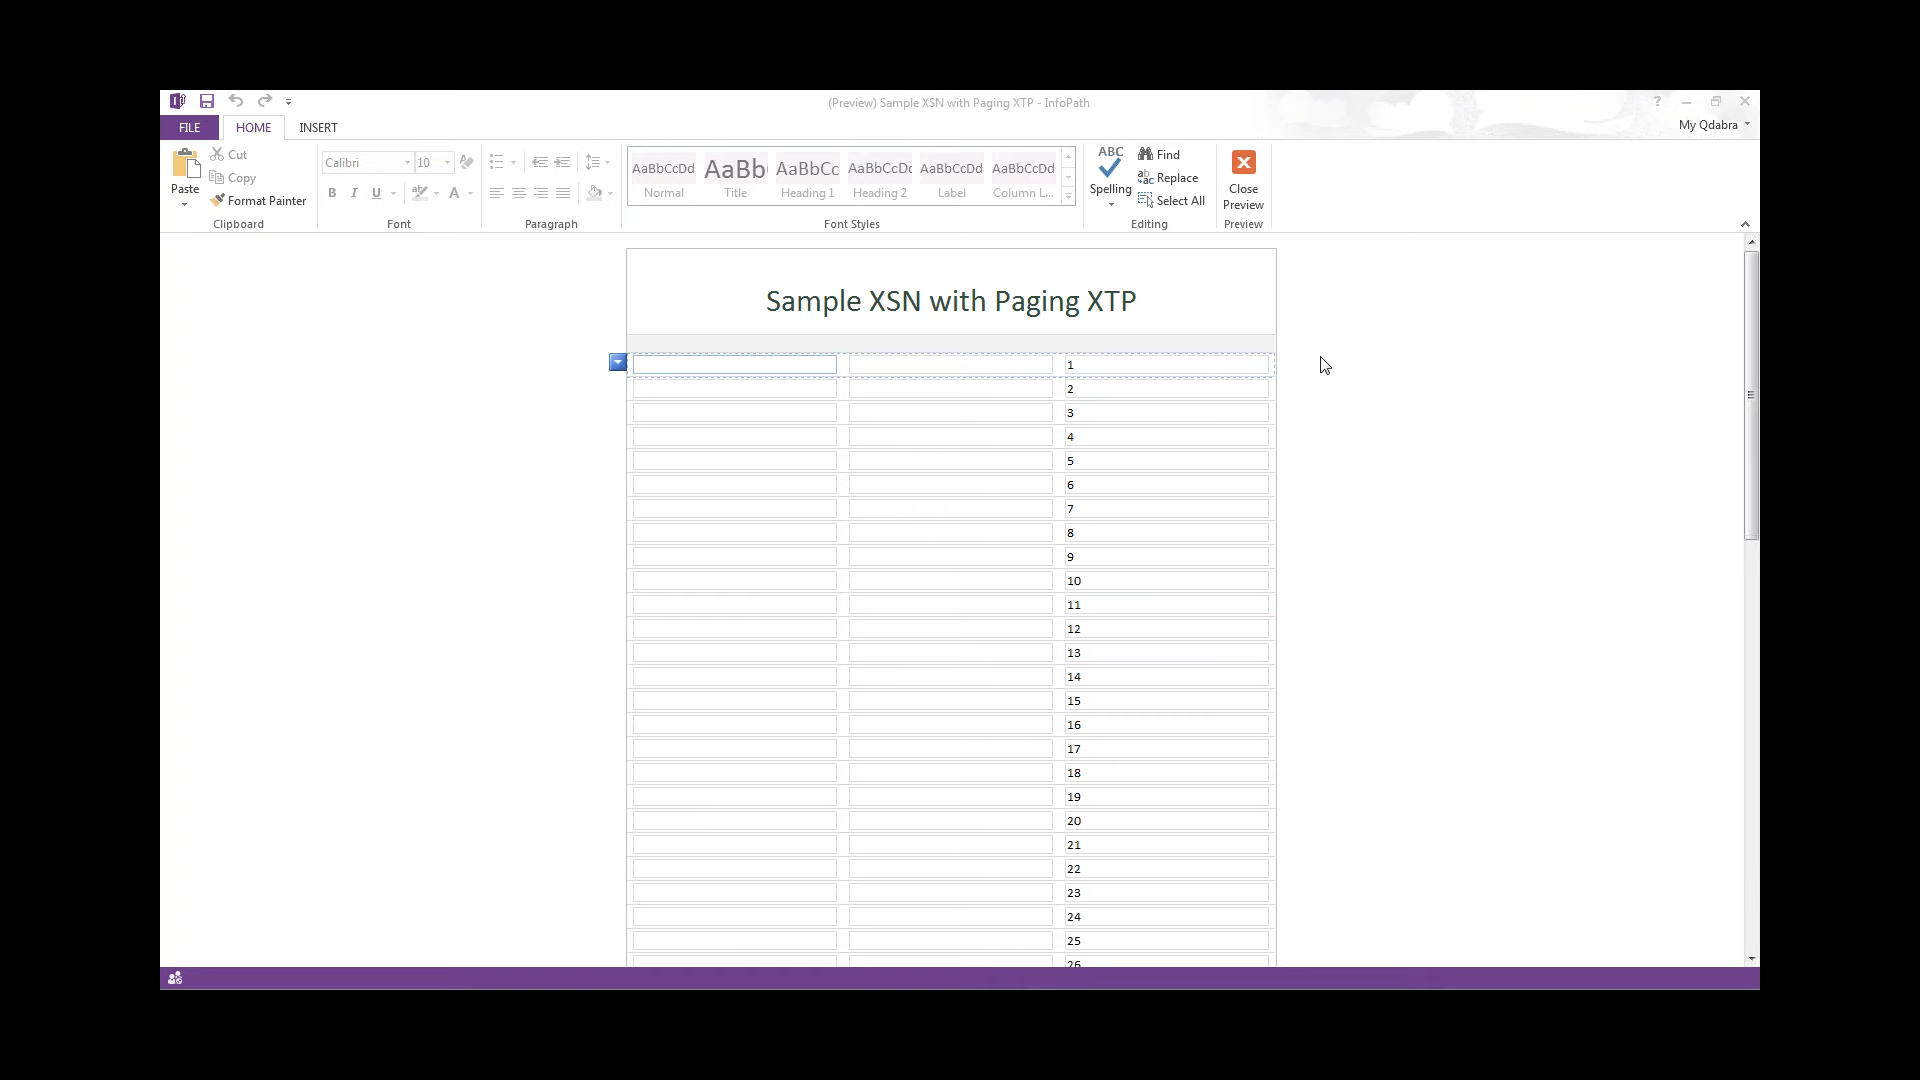 (Preview) Sample XSN with Paging XTP - InfoPath
?
FILE HOME INSERT
My Qdabra
Paste
Cut
Copy
Format Painter
Clipboard
Calibri 10
B I U A
Font
Paragraph
AaBbCcDd AaBb AaBbCc AaBbCcDc AaBbCcDd AaBbCcDd
Normal Title Heading 1 Heading 2 Label Column L...
Font Styles
ABC
Spelling
Find
Replace
Select All
Editing
Close
Preview
Preview
Sample XSN with Paging XTP
1
2
3
4
5
6
7
8
9
10
11
12
13
14
15
16
17
18
19
20
21
22
23
24
25
26